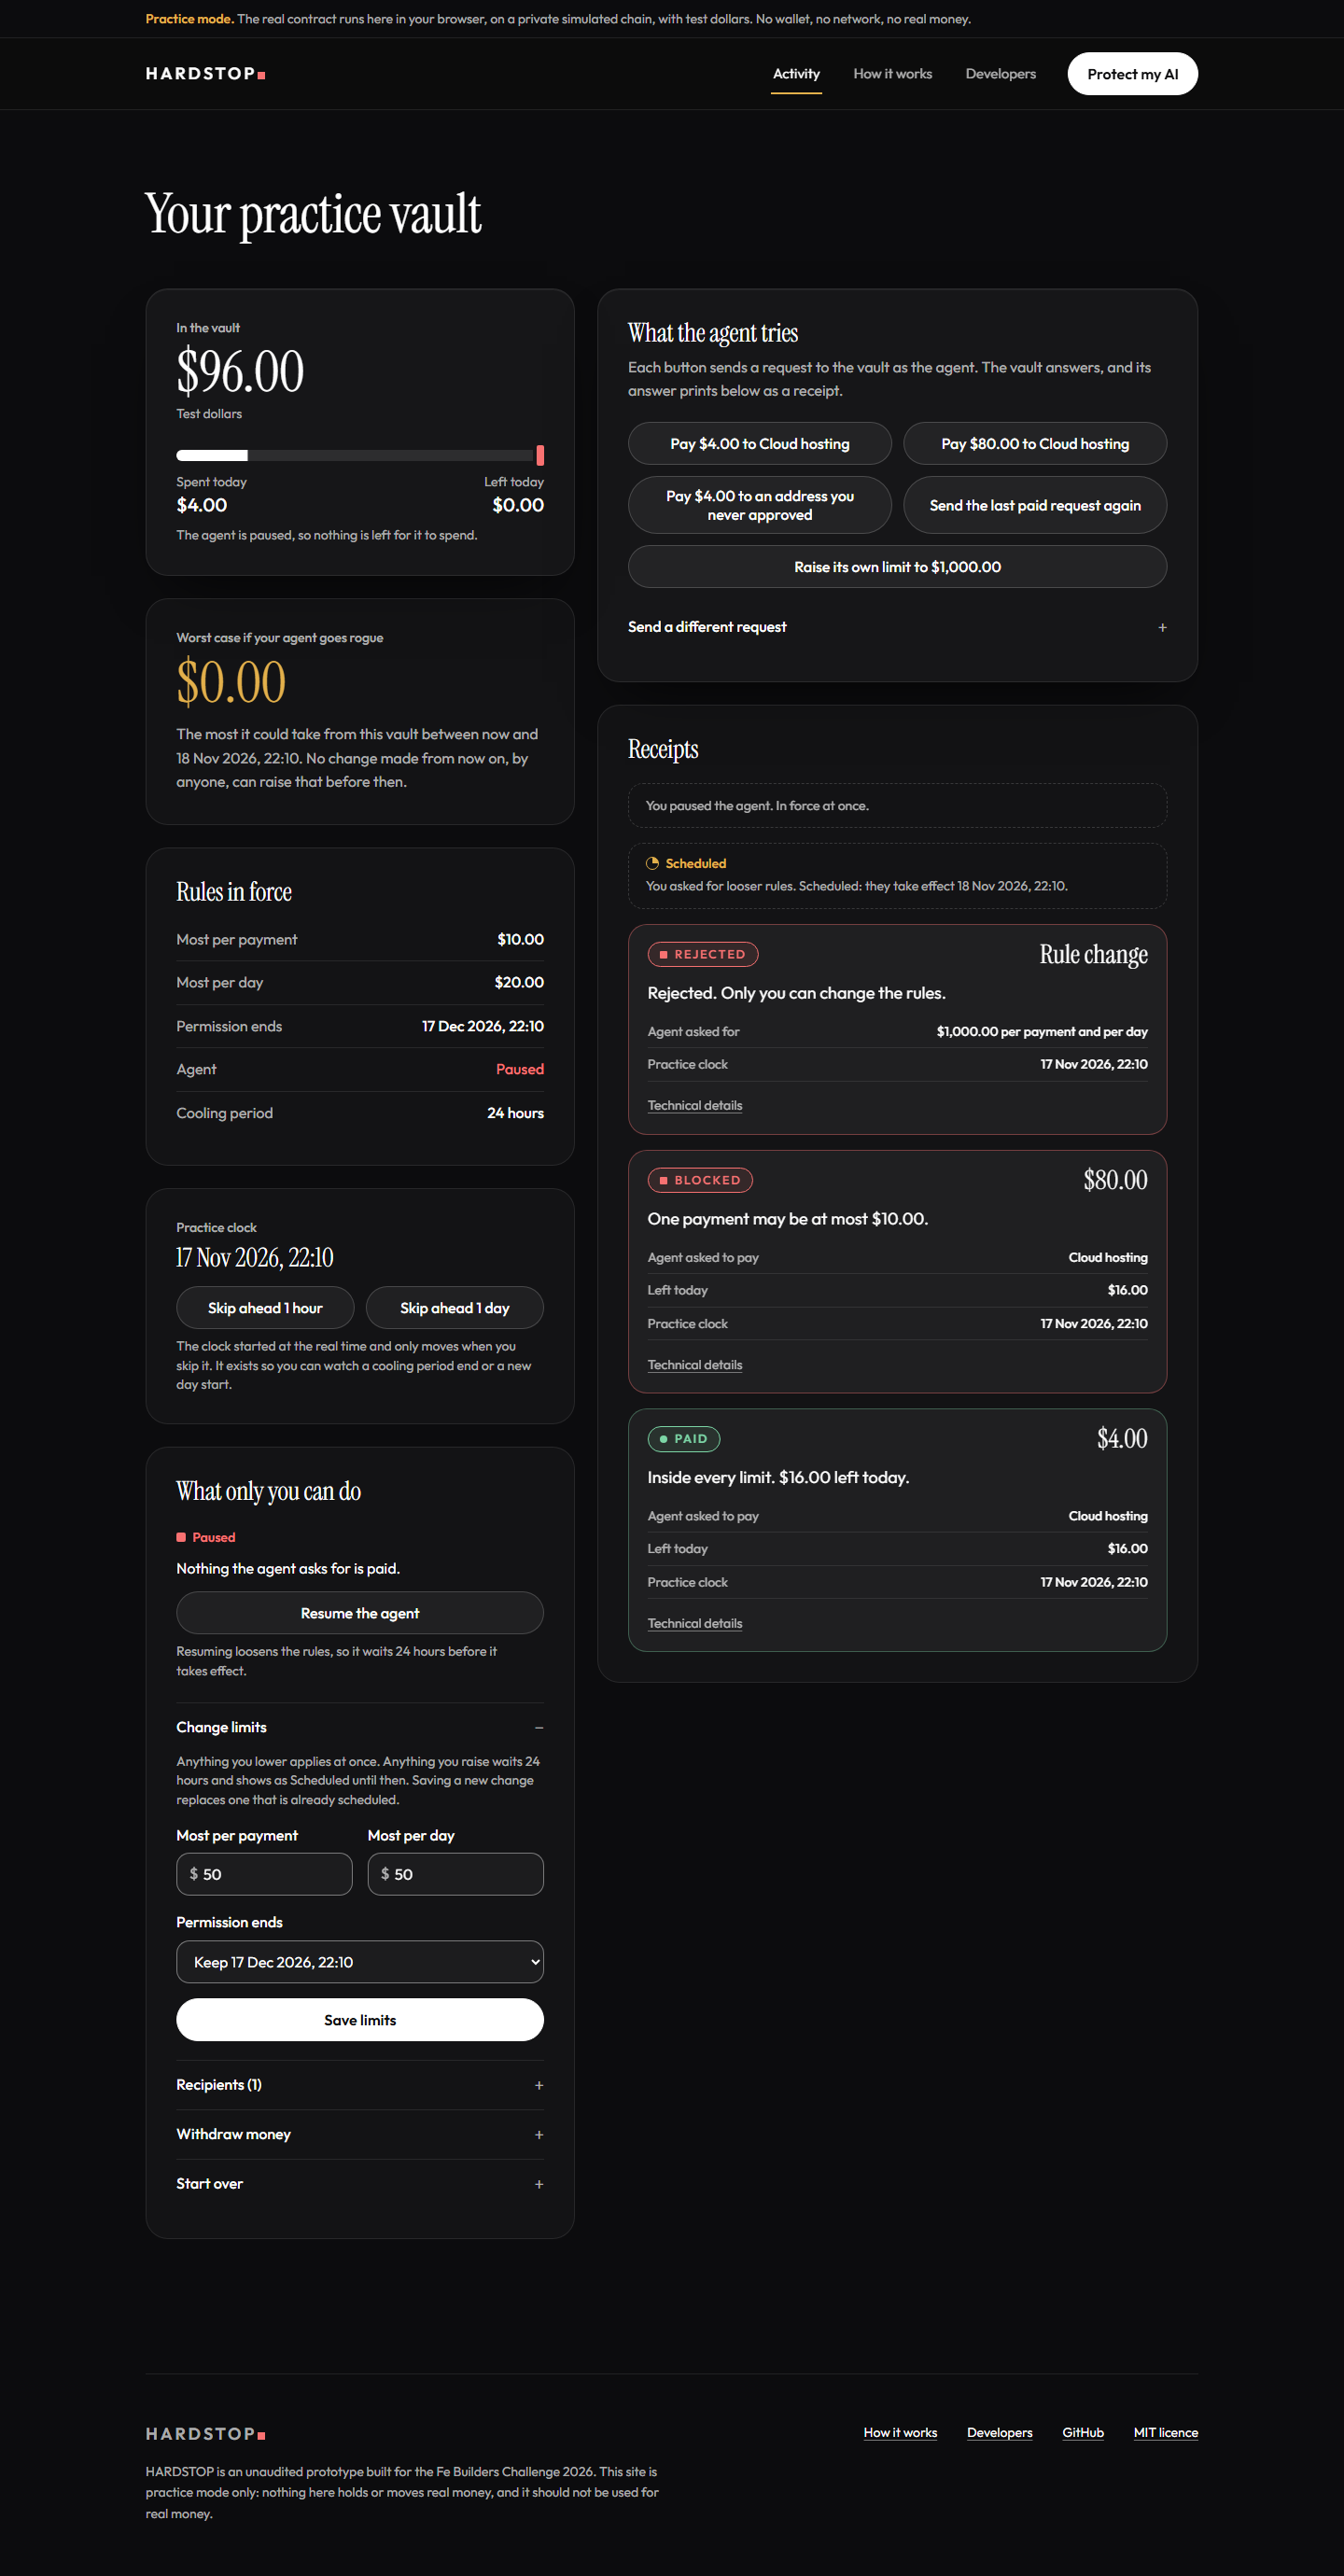 Practice mode. The real contract runs here in your browser, on a private simulated chain, with test dollars. No wallet, no network, no real money.
HARDSTOP
Activity
How it works
Developers
Protect my AI
Your practice vault
In the vault
$96.00
Test dollars
Spent today
Left today
$4.00
$0.00
The agent is paused, so nothing is left for it to spend.
Worst case if your agent goes rogue
$0.00
The most it could take from this vault between now and
18 Nov 2026, 22:10. No change made from now on, by
anyone, can raise that before then.
Rules in force
Most per payment
$10.00
Most per day
$20.00
Permission ends
17 Dec 2026, 22:10
Agent
Paused
Cooling period
24 hours
Practice clock
17 Nov 2026, 22:10
Skip ahead 1 hour
Skip ahead 1 day
The clock started at the real time and only moves when you
skip it. It exists so you can watch a cooling period end or a new
day start.
What only you can do
Paused
Nothing the agent asks for is paid.
Resume the agent
Resuming loosens the rules, so it waits 24 hours before it
takes effect.
Change limits
−
Anything you lower applies at once. Anything you raise waits 24
hours and shows as Scheduled until then. Saving a new change
replaces one that is already scheduled.
Most per payment
Most per day
$ 50
$ 50
Permission ends
Keep 17 Dec 2026, 22:10
Save limits
Recipients (1)
+
Withdraw money
+
Start over
+
What the agent tries
Each button sends a request to the vault as the agent. The vault answers, and its
answer prints below as a receipt.
Pay $4.00 to Cloud hosting
Pay $80.00 to Cloud hosting
Pay $4.00 to an address you
never approved
Send the last paid request again
Raise its own limit to $1,000.00
Send a different request
+
Receipts
You paused the agent. In force at once.
Scheduled
You asked for looser rules. Scheduled: they take effect 18 Nov 2026, 22:10.
REJECTED
Rule change
Rejected. Only you can change the rules.
Agent asked for
$1,000.00 per payment and per day
Practice clock
17 Nov 2026, 22:10
Technical details
BLOCKED
$80.00
One payment may be at most $10.00.
Agent asked to pay
Cloud hosting
Left today
$16.00
Practice clock
17 Nov 2026, 22:10
Technical details
PAID
$4.00
Inside every limit. $16.00 left today.
Agent asked to pay
Cloud hosting
Left today
$16.00
Practice clock
17 Nov 2026, 22:10
Technical details
HARDSTOP
How it works
Developers
GitHub
MIT licence
HARDSTOP is an unaudited prototype built for the Fe Builders Challenge 2026. This site is
practice mode only: nothing here holds or moves real money, and it should not be used for
real money.